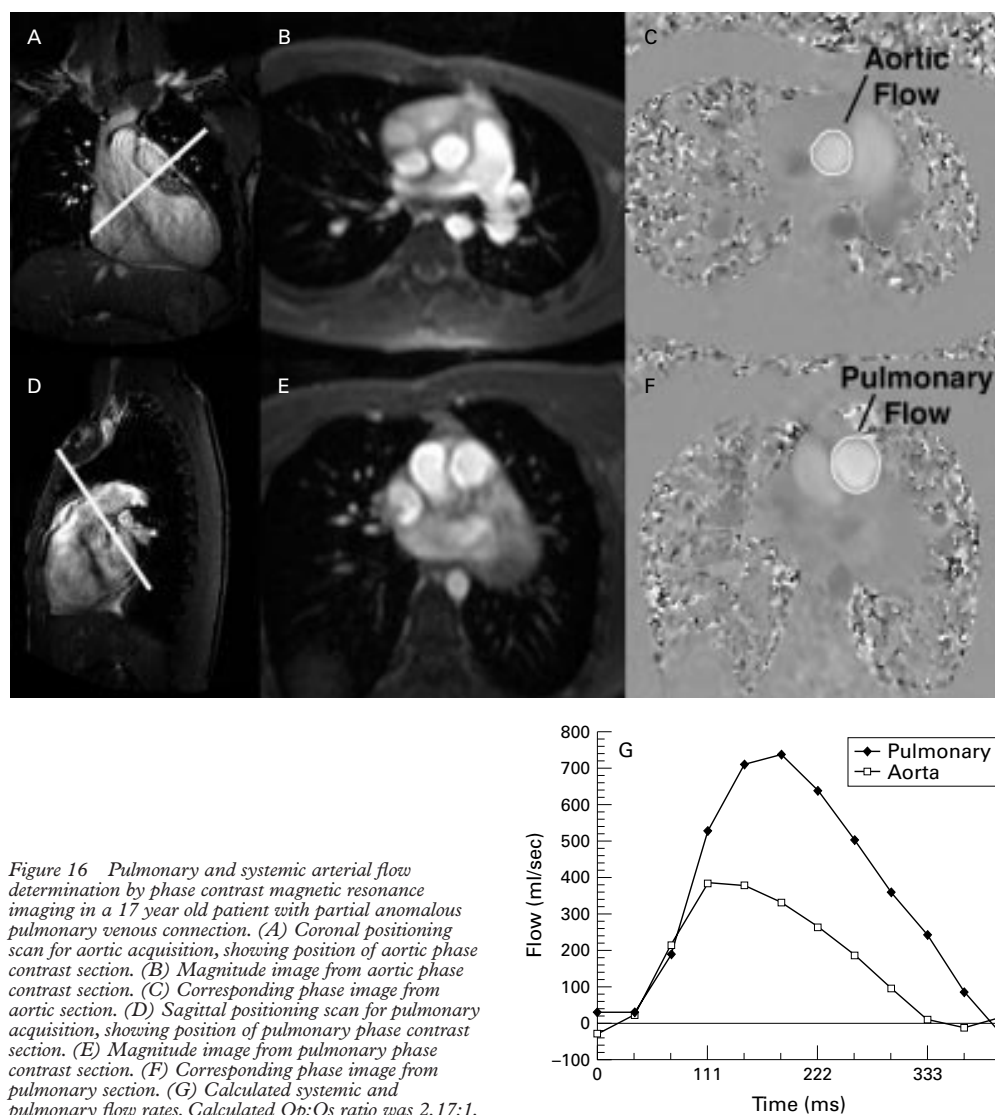 A
B
C
Aortic
Flow
D
E
F
Pulmonary
Flow
G
Pulmonary
Aorta
800
700
600
500
400
300
200
100
0
−100
Flow (ml/sec)
0
111
222
333
Time (ms)
Figure 16 Pulmonary and systemic arterial flow
determination by phase contrast magnetic resonance
imaging in a 17 year old patient with partial anomalous
pulmonary venous connection. (A) Coronal positioning
scan for aortic acquisition, showing position of aortic phase
contrast section. (B) Magnitude image from aortic phase
contrast section. (C) Corresponding phase image from
aortic section. (D) Sagittal positioning scan for pulmonary
acquisition, showing position of pulmonary phase contrast
section. (E) Magnitude image from pulmonary phase
contrast section. (F) Corresponding phase image from
pulmonary section. (G) Calculated systemic and
pulmonary flow rates. Calculated Qp:Qs ratio was 2.17:1.